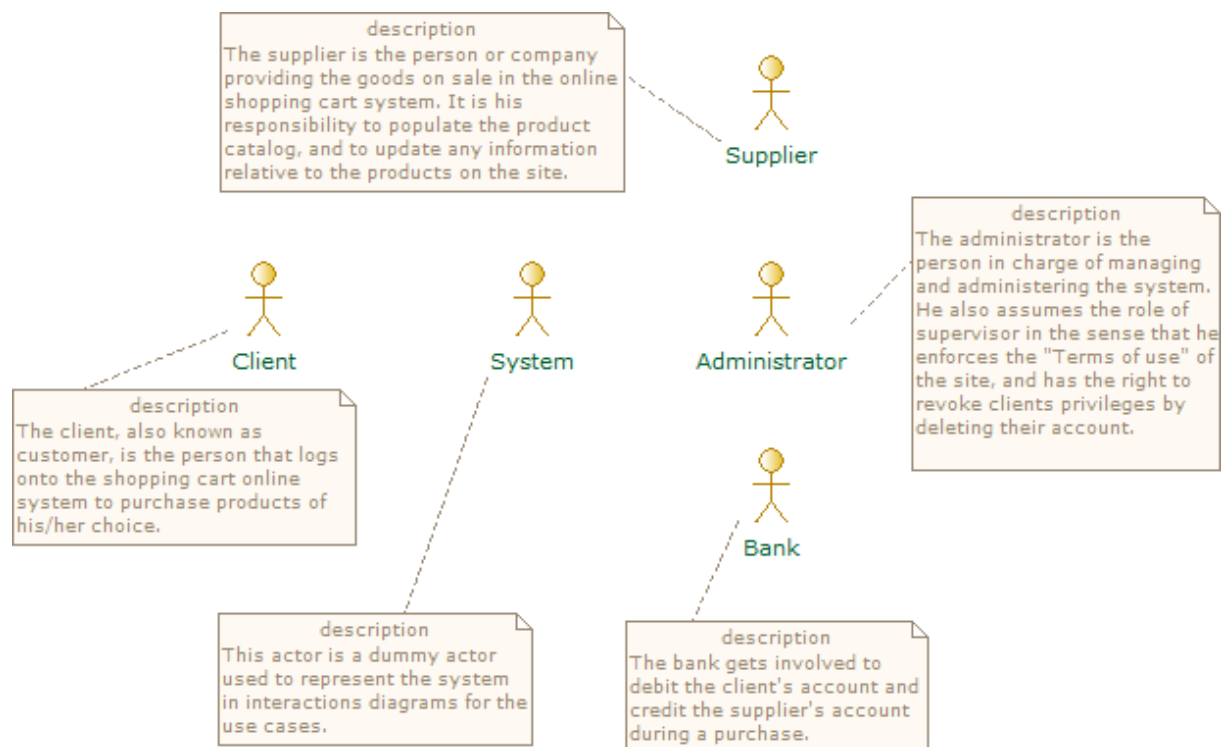 description
The supplier is the person or company
providing the goods on sale in the online
shopping cart system. It is his
responsibility to populate the product
catalog, and to update any information
relative to the products on the site.
Supplier
description
The administrator is the
person in charge of managing
and administering the system.
He also assumes the role of
supervisor in the sense that he
enforces the "Terms of use" of
the site, and has the right to
revoke clients privileges by
deleting their account.
Client
System
Administrator
description
The client, also known as
customer, is the person that logs
onto the shopping cart online
system to purchase products of
his/her choice.
Bank
description
This actor is a dummy actor
used to represent the system
in interactions diagrams for the
use cases.
description
The bank gets involved to
debit the client's account and
credit the supplier's account
during a purchase.